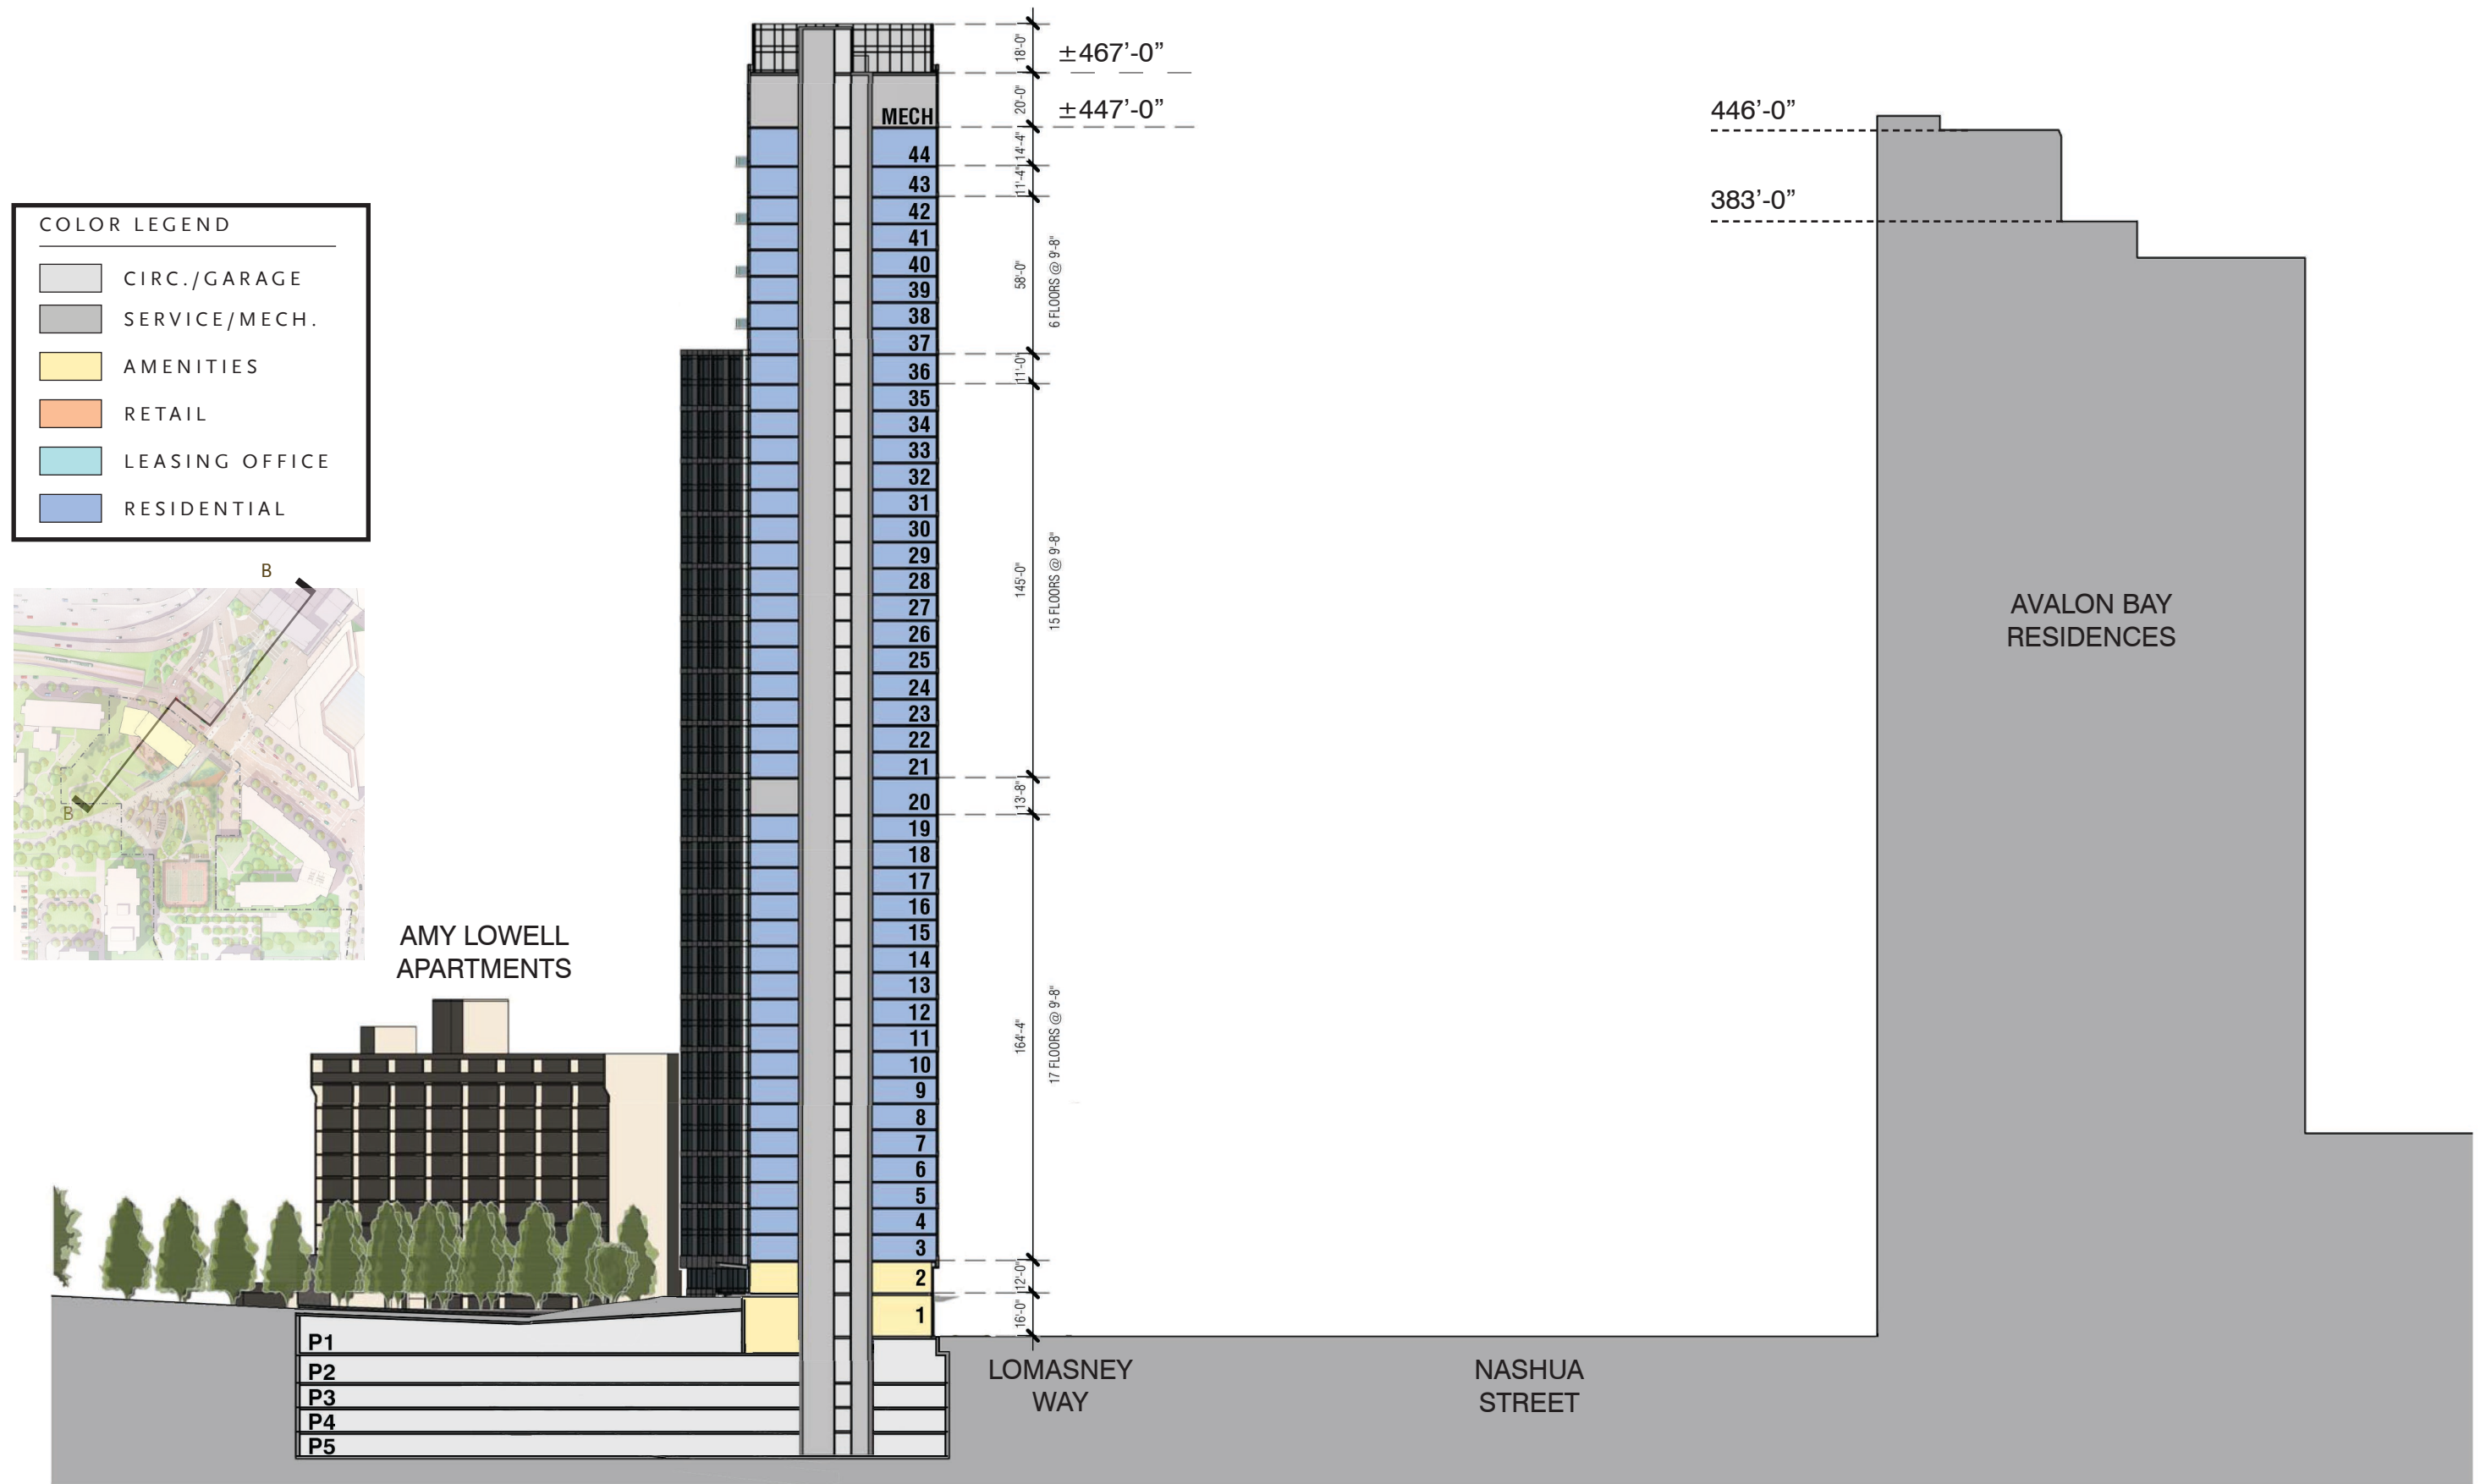 COLOR LEGEND
CIRC./GARAGE
SERVICE/MECH.
AMENITIES
RETAIL
LEASING OFFICE
RESIDENTIAL
B
B
AMY LOWELL
APARTMENTS
MECH
44
43
42
41
40
39
38
37
36
35
34
33
32
31
30
29
28
27
26
25
24
23
22
21
20
19
18
17
16
15
14
13
12
11
10
9
8
7
6
5
4
3
2
1
P1
P2
P3
P4
P5
18'-0"
20'-0"
14'-4"
11'-4"
58'-0"
6 FLOORS @ 9'-8"
11'-0"
145'-0"
15 FLOORS @ 9'-8"
13'-8"
164'-4"
17 FLOORS @ 9'-8"
12'-0"
16'-0"
±467’-0”
±447’-0”
446’-0”
383’-0”
AVALON BAY
RESIDENCES
LOMASNEY
WAY
NASHUA
STREET